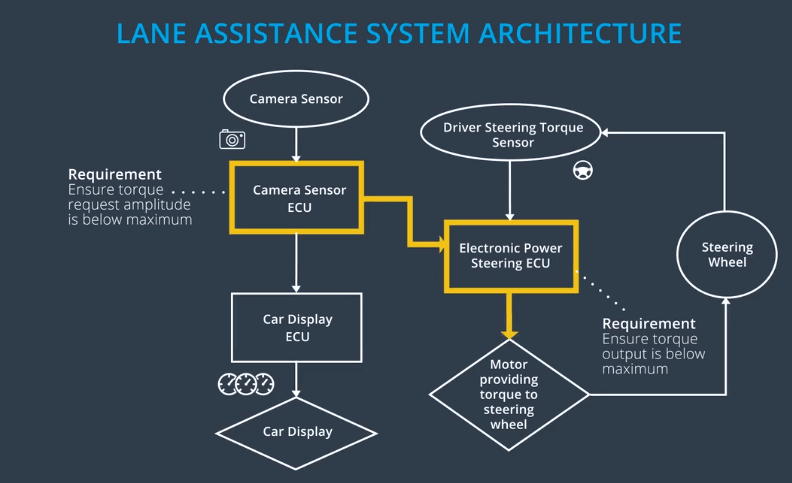 LANE ASSISTANCE SYSTEM ARCHITECTURE
Camera Sensor
Driver Steering Torque
Sensor
Requirement
Ensure torque
request amplitude
is below maximum
Camera Sensor
ECU
Electronic Power
Steering ECU
Steering
Wheel
Car Display
ECU
Requirement
Ensure torque
output is below
maximum
Motor
providing
torque to
steering
wheel
Car Display